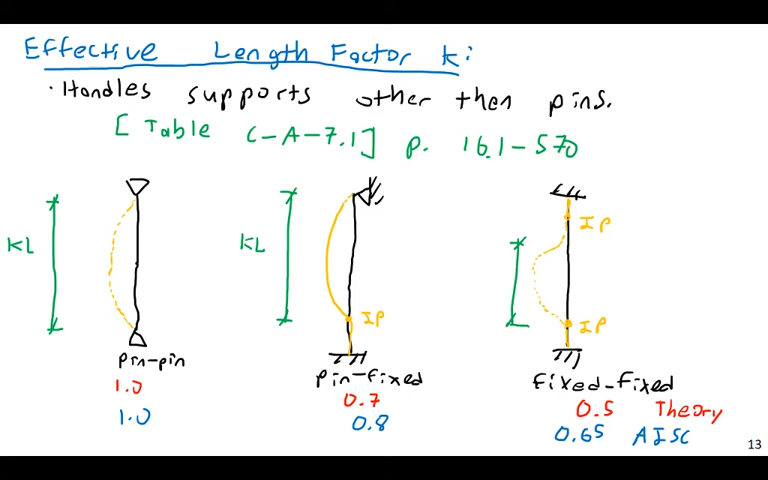 Effective Length Factor k:
· Handles supports other then pins.
[ Table C-A-7.1] p. 16.1-570
KL
KL
IP
IP
IP
Pin-pin
Pin-fixed
Fixed-Fixed
1.0
0.7
0.5 Theory
1.0
0.8
0.65 AISC
13